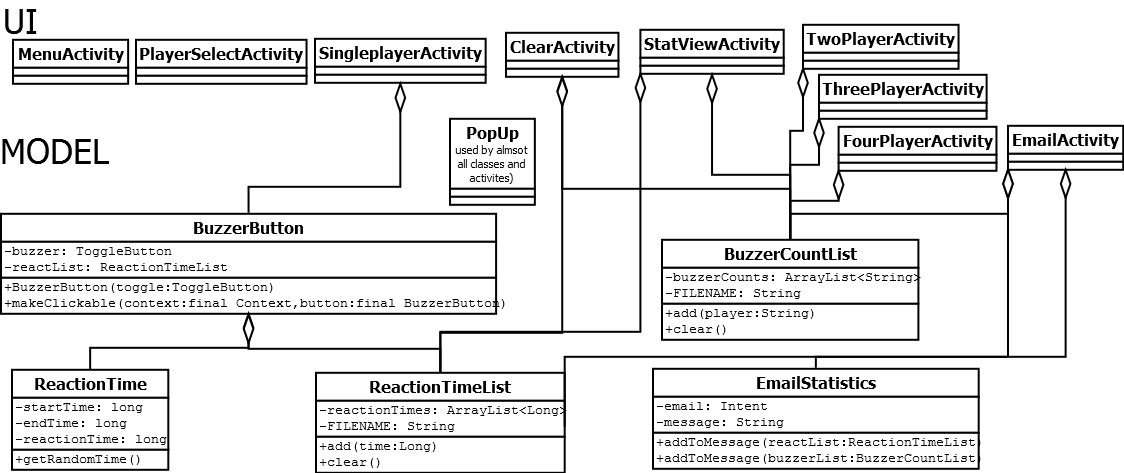 UI
MenuActivity
PlayerSelectActivity
SingleplayerActivity
ClearActivity
StatViewActivity
TwoPlayerActivity
ThreePlayerActivity
FourPlayerActivity
EmailActivity
MODEL
PopUp
used by almsot
all classes and
activites)
BuzzerButton
-buzzer: ToggleButton
-reactList: ReactionTimeList
+BuzzerButton(toggle:ToggleButton)
+makeClickable(context:final Context,button:final BuzzerButton)
BuzzerCountList
-buzzerCounts: ArrayList<String>
-FILENAME: String
+add(player:String)
+clear()
ReactionTime
-startTime: long
-endTime: long
-reactionTime: long
+getRandomTime()
ReactionTimeList
-reactionTimes: ArrayList<Long>
-FILENAME: String
+add(time:Long)
+clear()
EmailStatistics
-email: Intent
-message: String
+addToMessage(reactList:ReactionTimeList)
+addToMessage(buzzerList:BuzzerCountList)